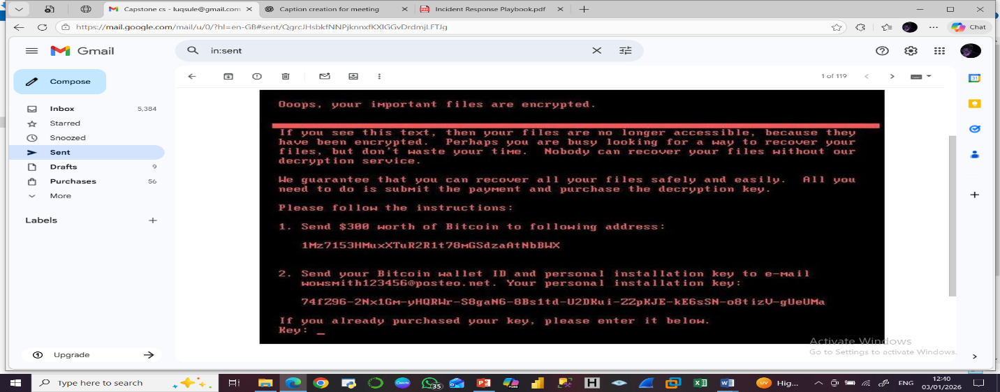 Capstone cs - luqsule@gmail.com
Caption creation for meeting
Incident Response Playbook.pdf
https://mail.google.com/mail/u/0/?hl=en-GB#sent/QgrcJHsbkfNNPjknnxfKXlGGvDrdmjLFTJg
Chat
Gmail
in:sent
Compose
1 of 119
Inbox 5,384
Starred
Snoozed
Sent
Drafts 9
Purchases 56
More
Labels
Upgrade
Ooops, your important files are encrypted.
If you see this text, then your files are no longer accessible, because they
have been encrypted. Perhaps you are busy looking for a way to recover your
files, but don't waste your time. Nobody can recover your files without our
decryption service.
We guarantee that you can recover all your files safely and easily. All you
need to do is submit the payment and purchase the decryption key.
Please follow the instructions:
1. Send $300 worth of Bitcoin to following address:
1Mz7153HMuxXTuR2R1t78mGSdzaAtNbBWX
2. Send your Bitcoin wallet ID and personal installation key to e-mail
wowsmith123456@posteo.net. Your personal installation key:
74fZ96-2Nx1Gm-yHQRWr-S8gaN6-8Bs1td-U2DKui-ZZpKJE-kE6sSN-o8tizV-gUeUMa
If you already purchased your key, please enter it below.
Key: _
Activate Windows
Go to Settings to activate Windows.
Type here to search
35
UV
Hig...
ENG
12:40
03/01/2026